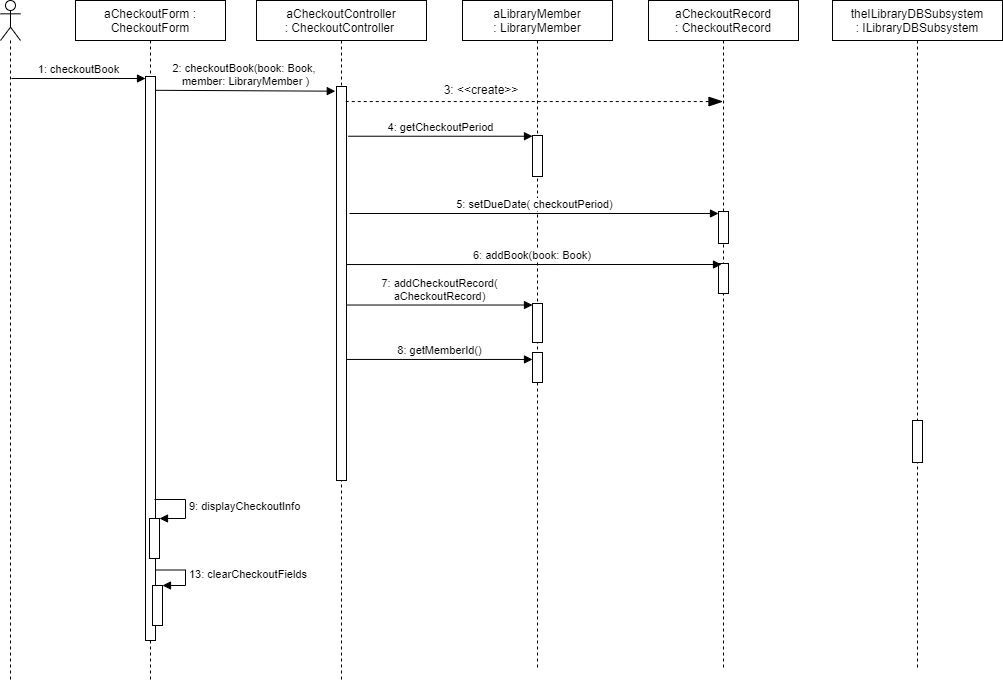 aCheckoutForm :
CheckoutForm
aCheckoutController
: CheckoutController
aLibraryMember
: LibraryMember
aCheckoutRecord
: CheckoutRecord
theILibraryDBSubsystem
: ILibraryDBSubsystem
1: checkoutBook
2: checkoutBook(book: Book,
member: LibraryMember )
3: <<create>>
4: getCheckoutPeriod
5: setDueDate( checkoutPeriod)
6: addBook(book: Book)
7: addCheckoutRecord(
aCheckoutRecord)
8: getMemberId()
9: displayCheckoutInfo
13: clearCheckoutFields